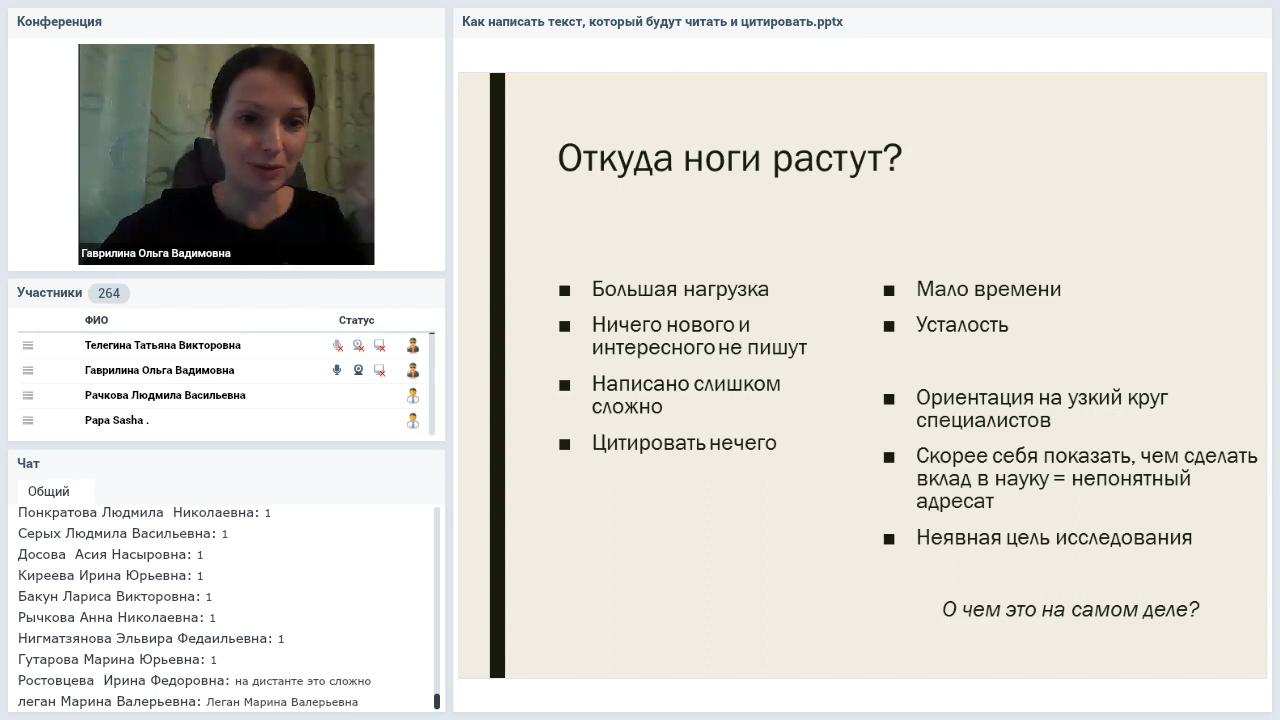 Конференция
Гаврилина Ольга Вадимовна
Участники 264
ФИО Статус
Телегина Татьяна Викторовна
Гаврилина Ольга Вадимовна
Рачкова Людмила Васильевна
Papa Sasha .
Чат
Общий
Понкратова Людмила Николаевна: 1
Серых Людмила Васильевна: 1
Досова Асия Насыровна: 1
Киреева Ирина Юрьевна: 1
Бакун Лариса Викторовна: 1
Рычкова Анна Николаевна: 1
Нигматзянова Эльвира Федаильевна: 1
Гутарова Марина Юрьевна: 1
Ростовцева Ирина Федоровна: на дистанте это сложно
леган Марина Валерьевна: Леган Марина Валерьевна
Как написать текст, который будут читать и цитировать.pptx
Откуда ноги растут?
■ Большая нагрузка
■ Ничего нового и
интересного не пишут
■ Написано слишком
сложно
■ Цитировать нечего
■ Мало времени
■ Усталость
■ Ориентация на узкий круг
специалистов
■ Скорее себя показать, чем сделать
вклад в науку = непонятный
адресат
■ Неявная цель исследования
О чем это на самом деле?